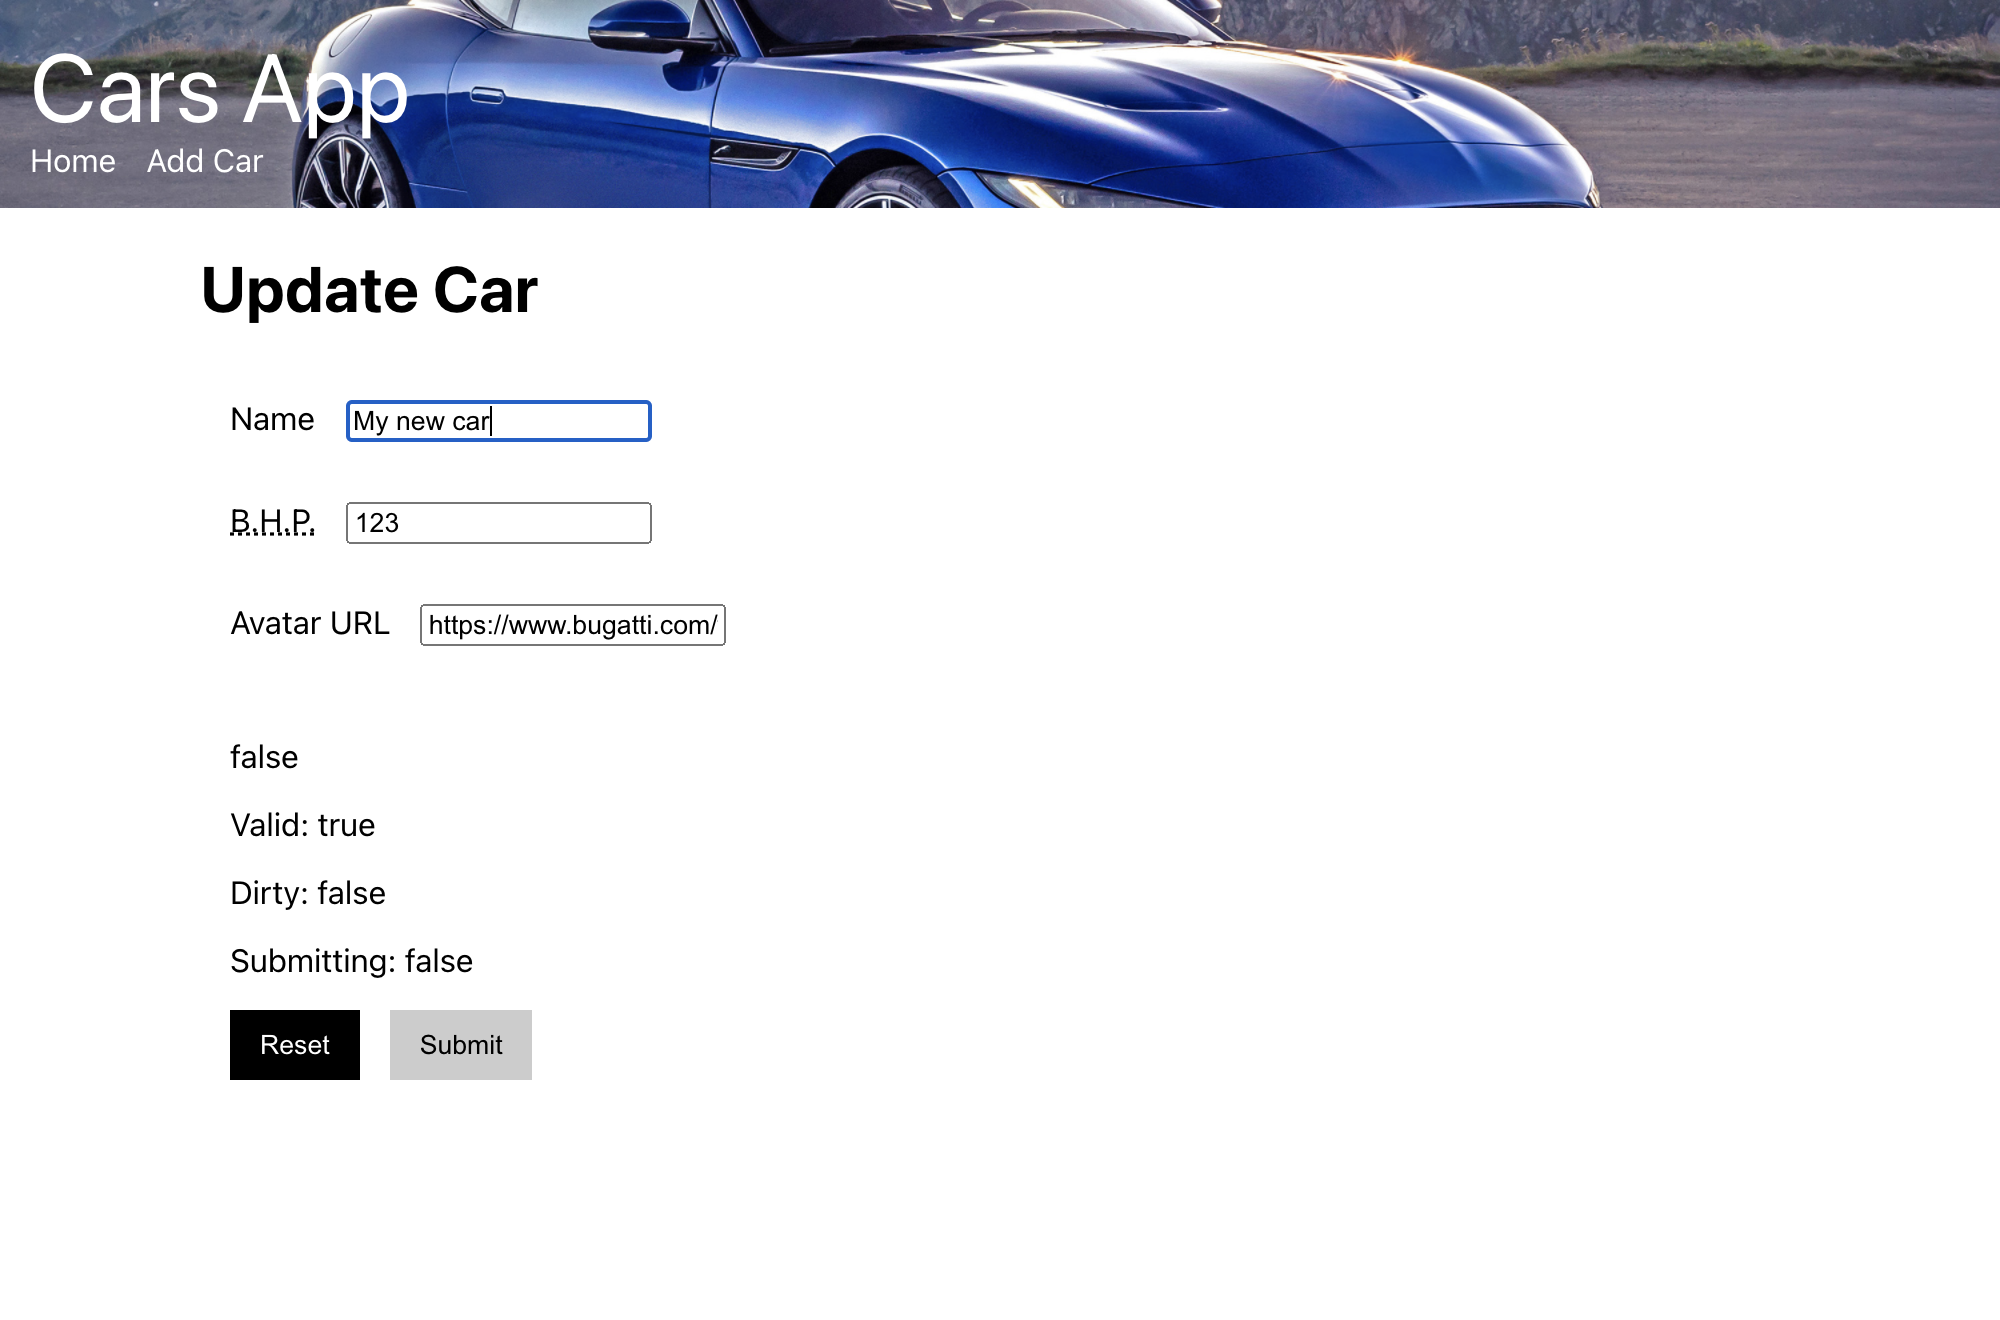 Cars App
Home Add Car
Update Car
Name My new car
B.H.P. 123
Avatar URL https://www.bugatti.com/
false
Valid: true
Dirty: false
Submitting: false
Reset Submit